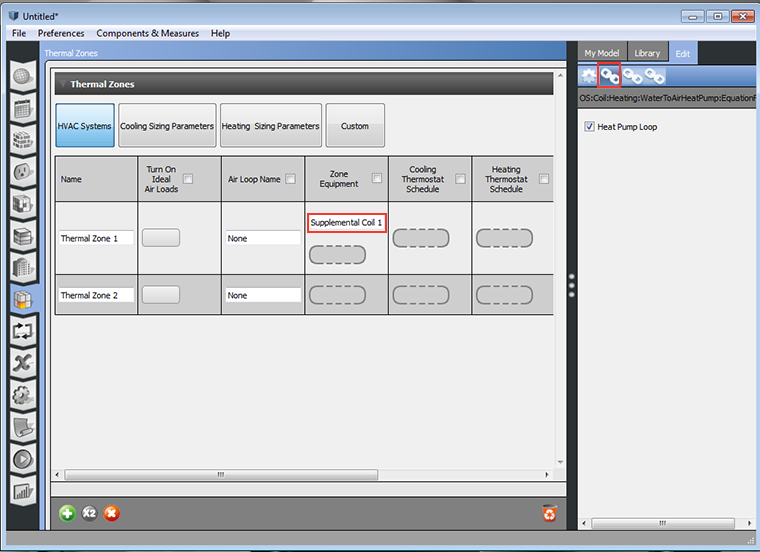 Untitled*
File Preferences Components & Measures Help
Thermal Zones
My Model Library Edit
OS:Coil:Heating:WaterToAirHeatPump:EquationF
Heat Pump Loop
Thermal Zones
HVAC Systems Cooling Sizing Parameters Heating Sizing Parameters Custom
Name
Turn On
Ideal
Air Loads
Air Loop Name
Zone
Equipment
Cooling
Thermostat
Schedule
Heating
Thermostat
Schedule
Supplemental Coil 1
Thermal Zone 1 None
Thermal Zone 2 None
X2